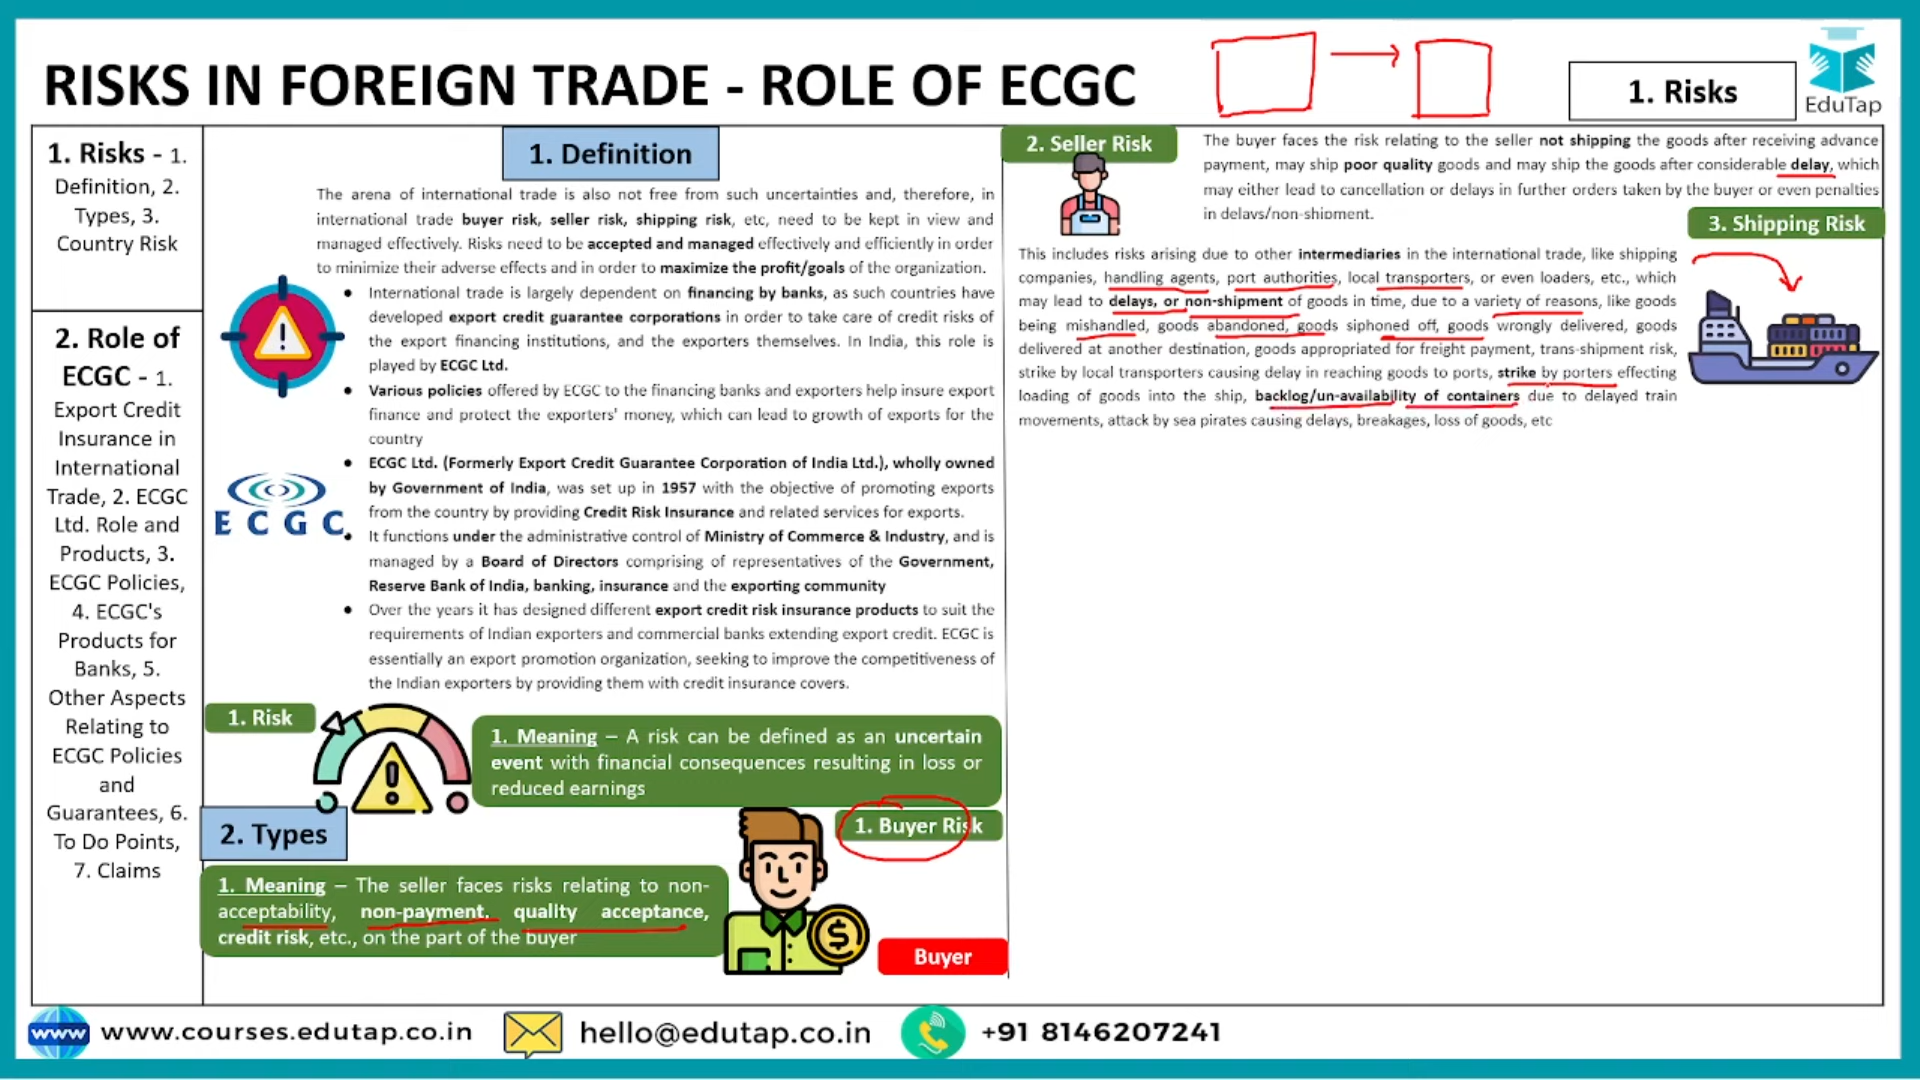 RISKS IN FOREIGN TRADE - ROLE OF ECGC
1. Risks
EduTap
1. Risks - 1.
Definition, 2.
Types, 3.
Country Risk
2. Role of
ECGC - 1.
Export Credit
Insurance in
International
Trade, 2. ECGC
Ltd. Role and
Products, 3.
ECGC Policies,
4. ECGC's
Products for
Banks, 5.
Other Aspects
Relating to
ECGC Policies
and
Guarantees, 6.
To Do Points,
7. Claims
1. Definition
The arena of international trade is also not free from such uncertainties and, therefore, in
international trade buyer risk, seller risk, shipping risk, etc, need to be kept in view and
managed effectively. Risks need to be accepted and managed effectively and efficiently in order
to minimize their adverse effects and in order to maximize the profit/goals of the organization.
• International trade is largely dependent on financing by banks, as such countries have
developed export credit guarantee corporations in order to take care of credit risks of
the export financing institutions, and the exporters themselves. In India, this role is
played by ECGC Ltd.
• Various policies offered by ECGC to the financing banks and exporters help insure export
finance and protect the exporters' money, which can lead to growth of exports for the
country
• ECGC Ltd. (Formerly Export Credit Guarantee Corporation of India Ltd.), wholly owned
by Government of India, was set up in 1957 with the objective of promoting exports
from the country by providing Credit Risk Insurance and related services for exports.
• It functions under the administrative control of Ministry of Commerce & Industry, and is
managed by a Board of Directors comprising of representatives of the Government,
Reserve Bank of India, banking, insurance and the exporting community
• Over the years it has designed different export credit risk insurance products to suit the
requirements of Indian exporters and commercial banks extending export credit. ECGC is
essentially an export promotion organization, seeking to improve the competitiveness of
the Indian exporters by providing them with credit insurance covers.
ECGC
1. Risk
1. Meaning – A risk can be defined as an uncertain
event with financial consequences resulting in loss or
reduced earnings
2. Types
1. Buyer Risk
1. Meaning – The seller faces risks relating to non-
acceptability, non-payment. quality acceptance,
credit risk, etc., on the part of the buyer
Buyer
2. Seller Risk
The buyer faces the risk relating to the seller not shipping the goods after receiving advance
payment, may ship poor quality goods and may ship the goods after considerable delay, which
may either lead to cancellation or delays in further orders taken by the buyer or even penalties
in delays/non-shipment.
3. Shipping Risk
This includes risks arising due to other intermediaries in the international trade, like shipping
companies, handling agents, port authorities, local transporters, or even loaders, etc., which
may lead to delays, or non-shipment of goods in time, due to a variety of reasons, like goods
being mishandled, goods abandoned, goods siphoned off, goods wrongly delivered, goods
delivered at another destination, goods appropriated for freight payment, trans-shipment risk,
strike by local transporters causing delay in reaching goods to ports, strike by porters effecting
loading of goods into the ship, backlog/un-availability of containers due to delayed train
movements, attack by sea pirates causing delays, breakages, loss of goods, etc
www
www.courses.edutap.co.in
hello@edutap.co.in
+91 8146207241